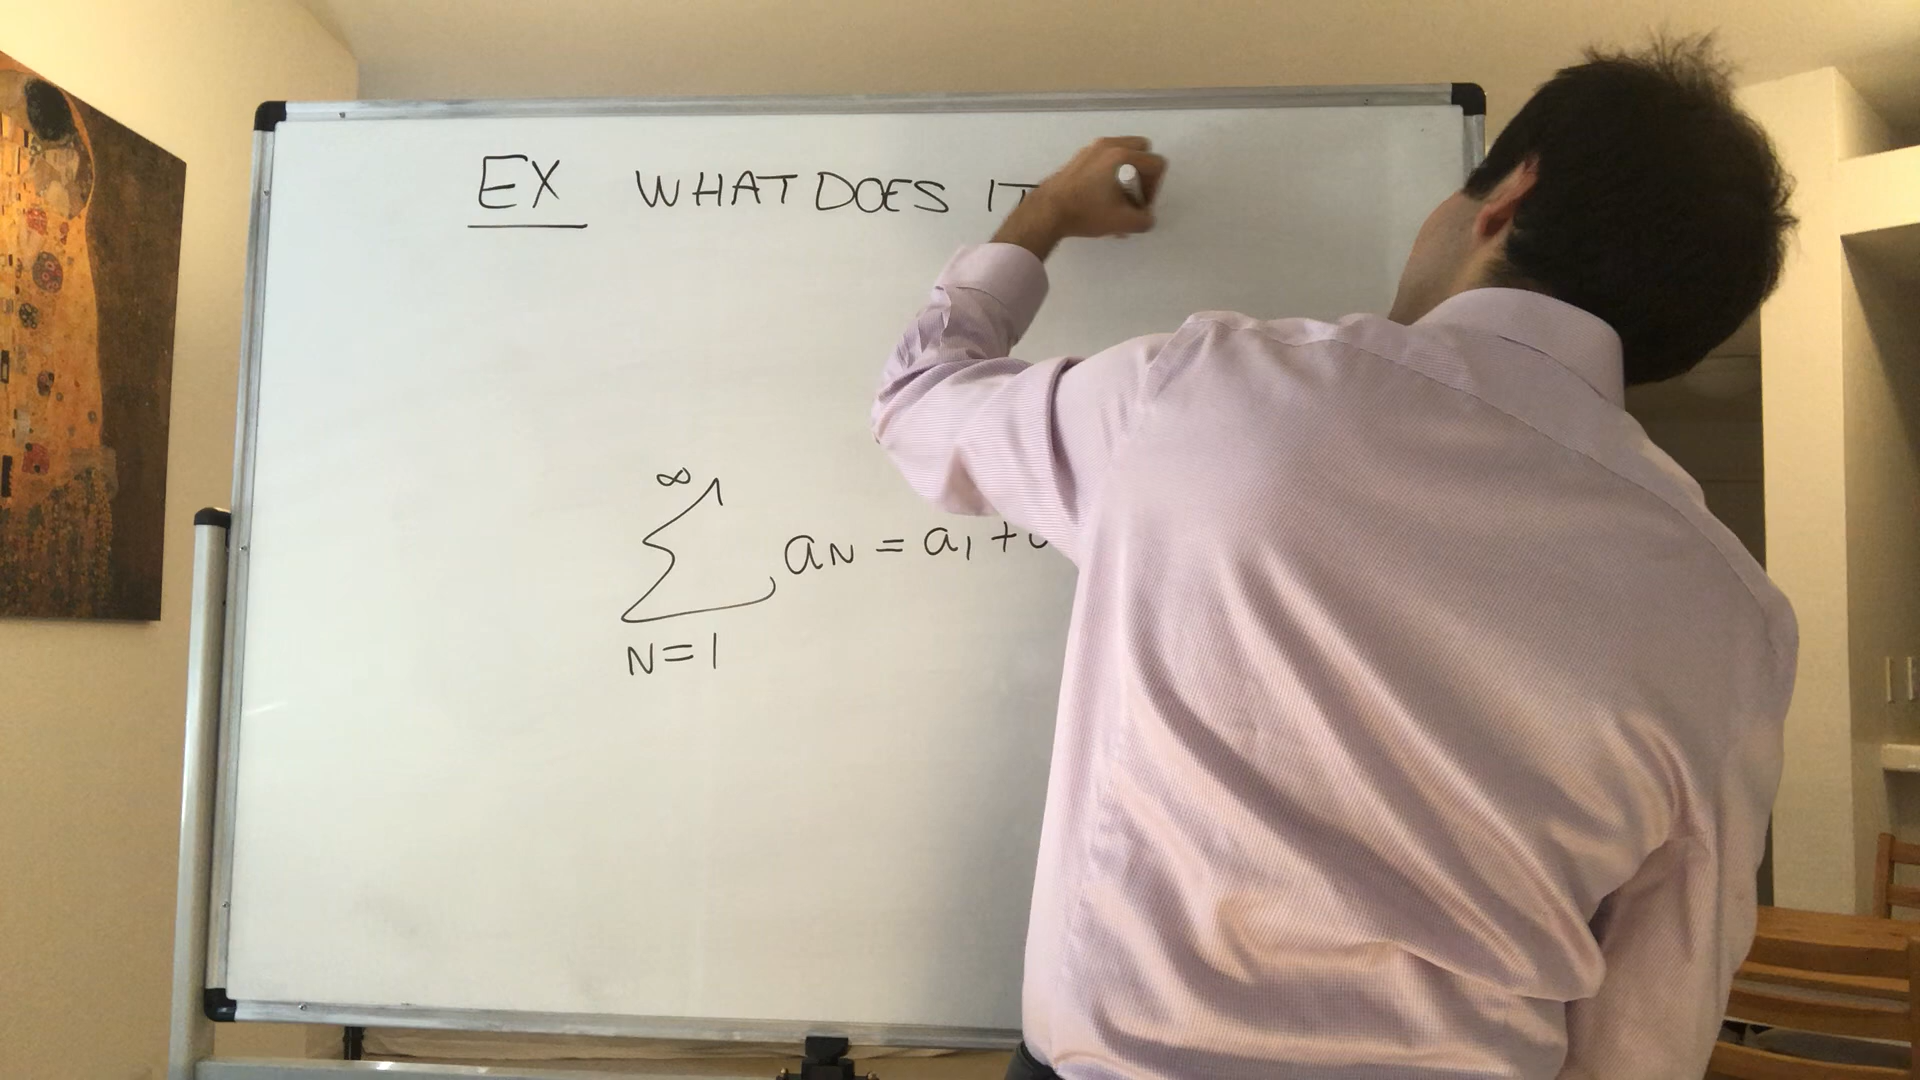 EX WHAT DOES IT
∞
∑ aN = a1 +
N=1